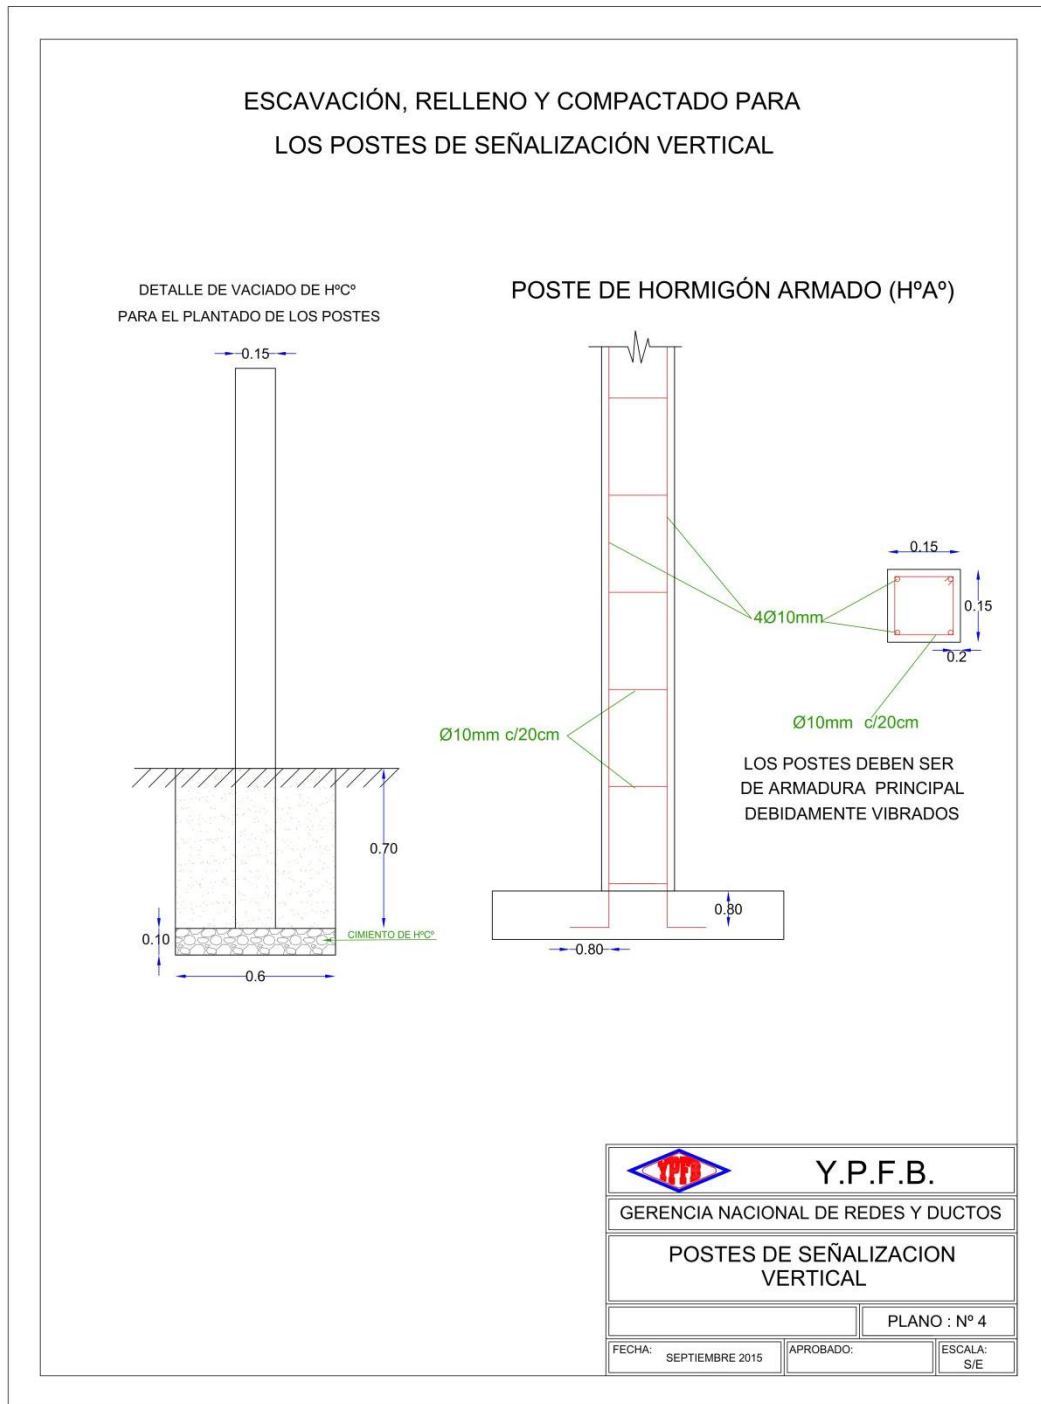 ESCAVACIÓN, RELLENO Y COMPACTADO PARA
LOS POSTES DE SEÑALIZACIÓN VERTICAL
DETALLE DE VACIADO DE HºCº
PARA EL PLANTADO DE LOS POSTES
0.15
0.70
0.10
CIMIENTO DE HºCº
0.6
POSTE DE HORMIGÓN ARMADO (HºAº)
4Ø10mm
Ø10mm c/20cm
0.80
0.80
0.15
0.15
0.2
Ø10mm c/20cm
LOS POSTES DEBEN SER
DE ARMADURA PRINCIPAL
DEBIDAMENTE VIBRADOS
YPFB
Y.P.F.B.
GERENCIA NACIONAL DE REDES Y DUCTOS
POSTES DE SEÑALIZACION
VERTICAL
PLANO : Nº 4
FECHA: SEPTIEMBRE 2015
APROBADO:
ESCALA:
S/E